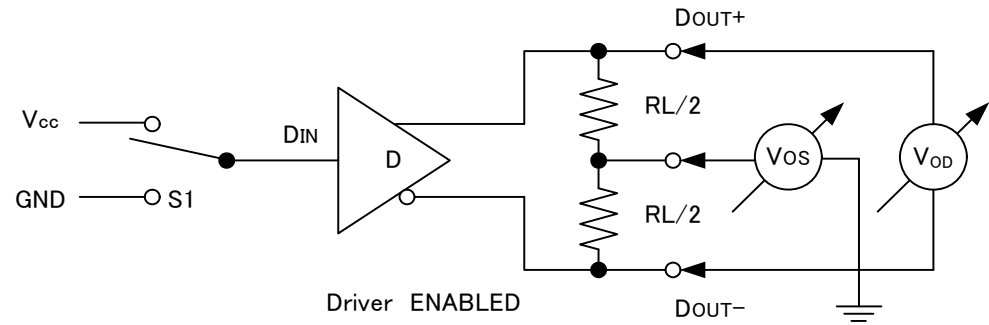 DOUT+
Vcc
RL/2
DIN
D
VOS
VOD
GND
S1
RL/2
Driver ENABLED
DOUT-